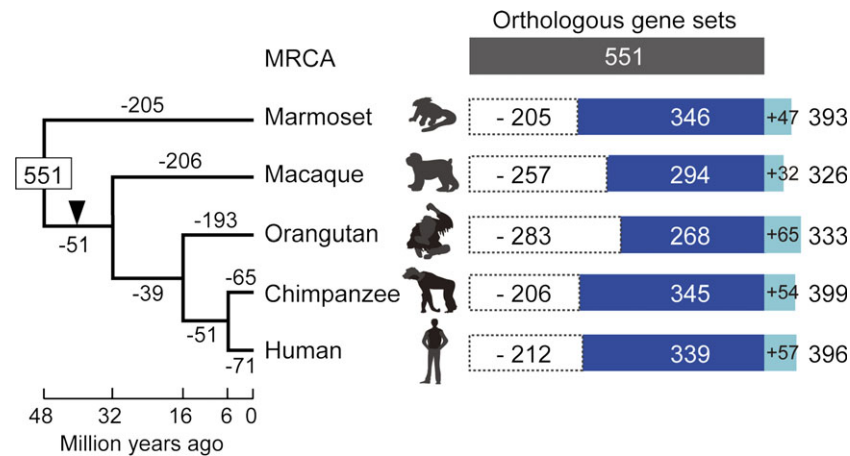 Orthologous gene sets
MRCA 551
-205 Marmoset - 205 346 +47 393
551
-206 Macaque - 257 294 +32 326
-51
-193 Orangutan - 283 268 +65 333
-39
-65 Chimpanzee - 206 345 +54 399
-51
-71 Human - 212 339 +57 396
48 32 16 6 0
Million years ago